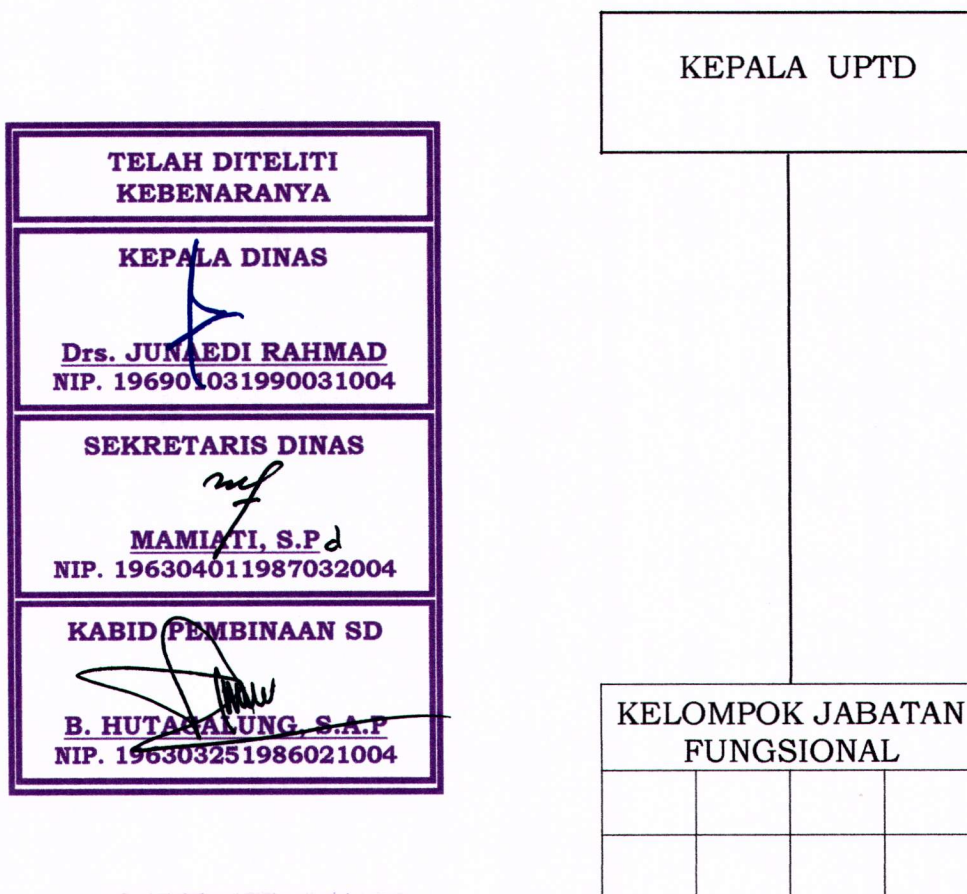 KEPALA UPTD
TELAH DITELITI
KEBENARANYA
KEPALA DINAS
Drs. JUNAEDI RAHMAD
NIP. 196901031990031004
SEKRETARIS DINAS
MAMIATI, S.Pd
NIP. 196304011987032004
KABID PEMBINAAN SD
B. HUTAGALUNG, S.A.P
NIP. 196303251986021004
KELOMPOK JABATAN
FUNGSIONAL